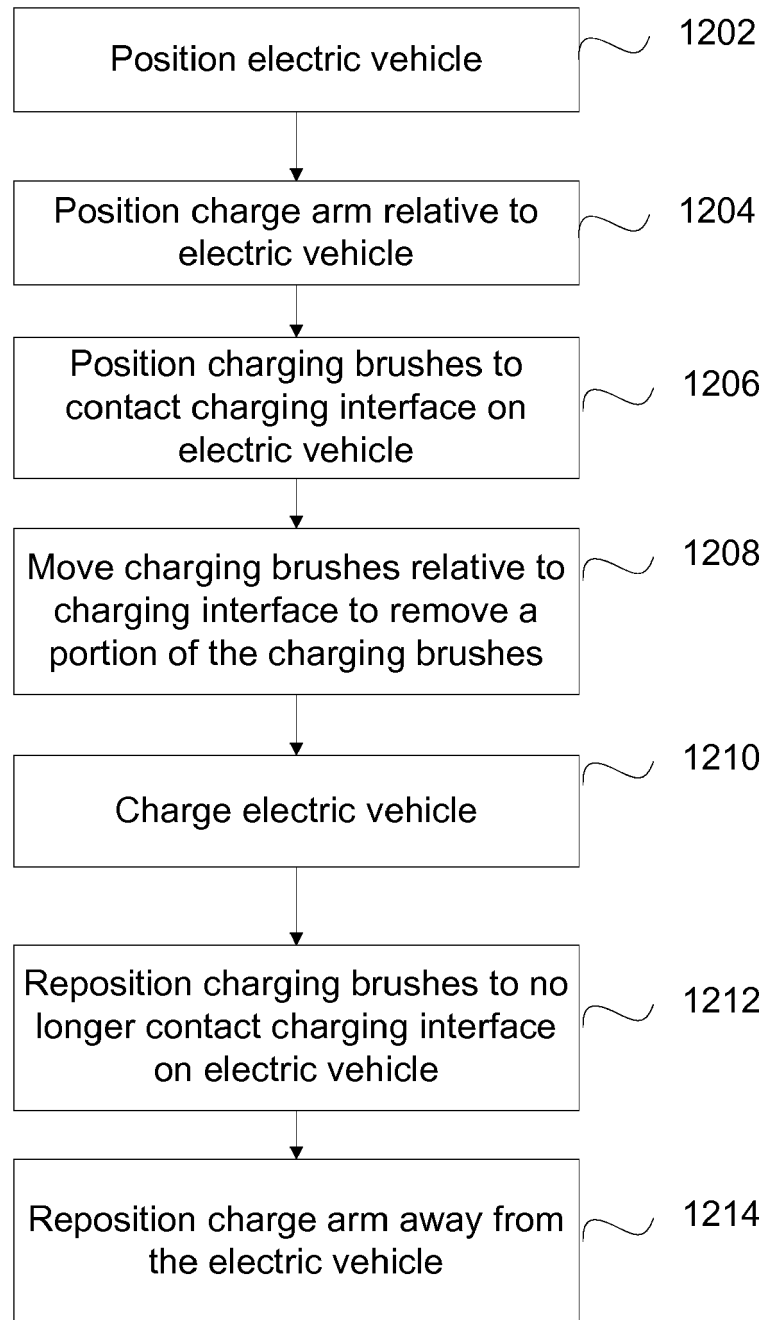 Position electric vehicle
1202
Position charge arm relative to
electric vehicle
1204
Position charging brushes to
contact charging interface on
electric vehicle
1206
Move charging brushes relative to
charging interface to remove a
portion of the charging brushes
1208
Charge electric vehicle
1210
Reposition charging brushes to no
longer contact charging interface
on electric vehicle
1212
Reposition charge arm away from
the electric vehicle
1214